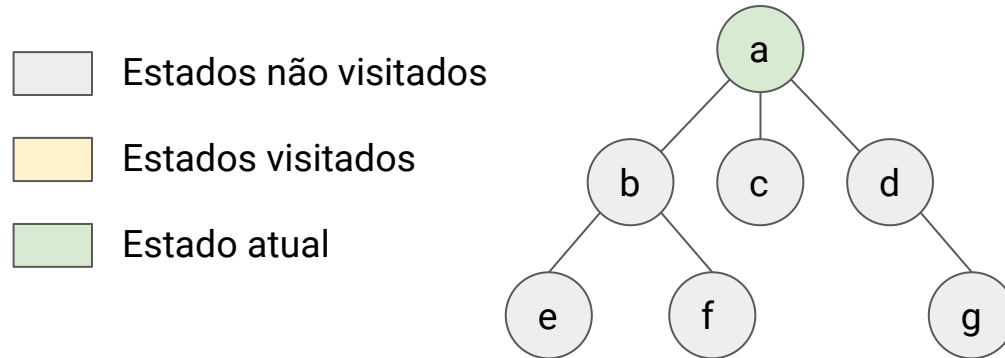 a
Estados não visitados
Estados visitados
b c d
Estado atual
e f g